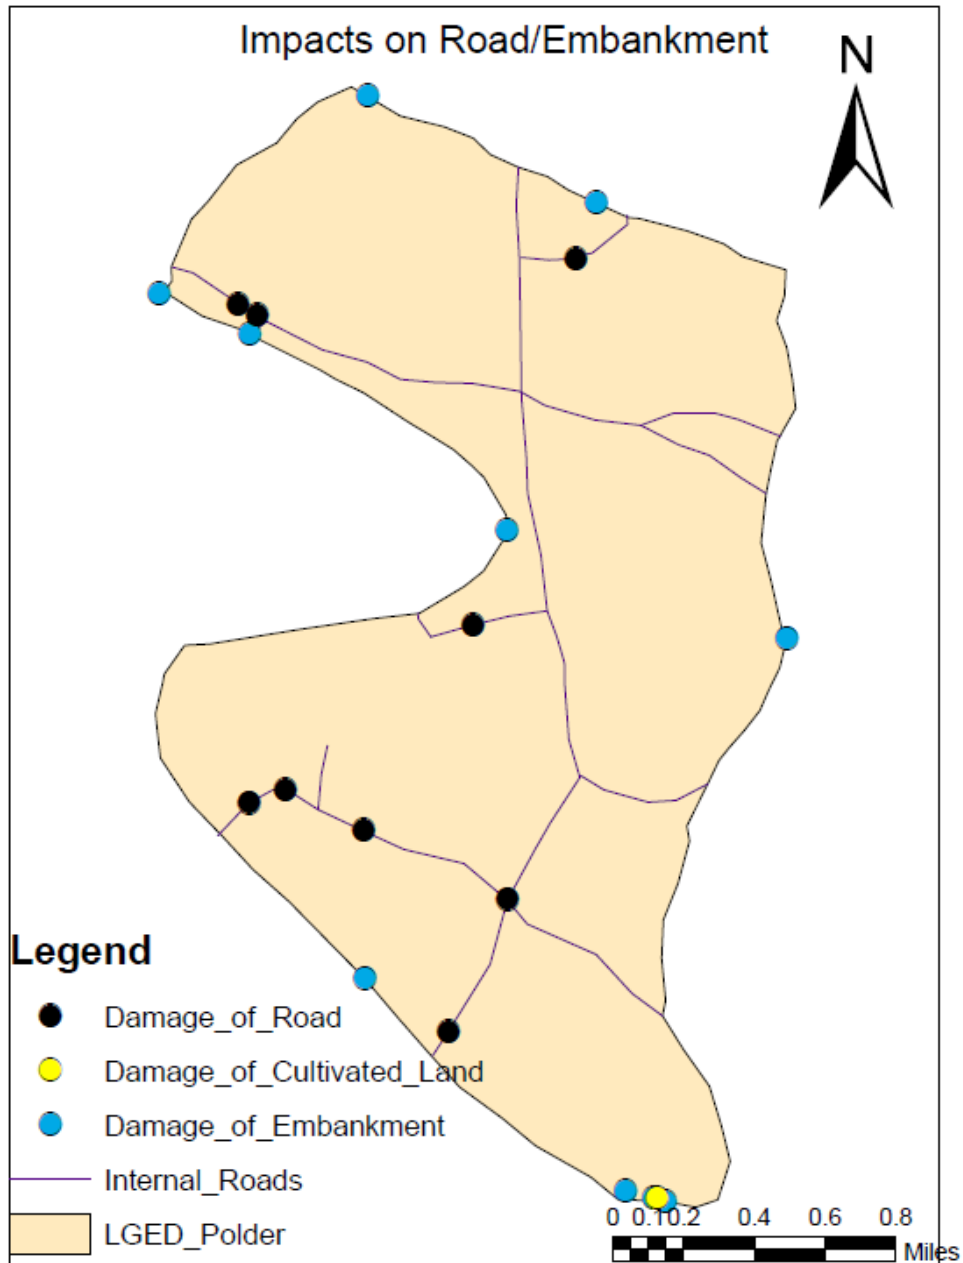 Impacts on Road/Embankment
N
Legend
Damage_of_Road
Damage_of_Cultivated_Land
Damage_of_Embankment
Internal_Roads
LGED_Polder
0 0.10.2 0.4 0.6 0.8
Miles